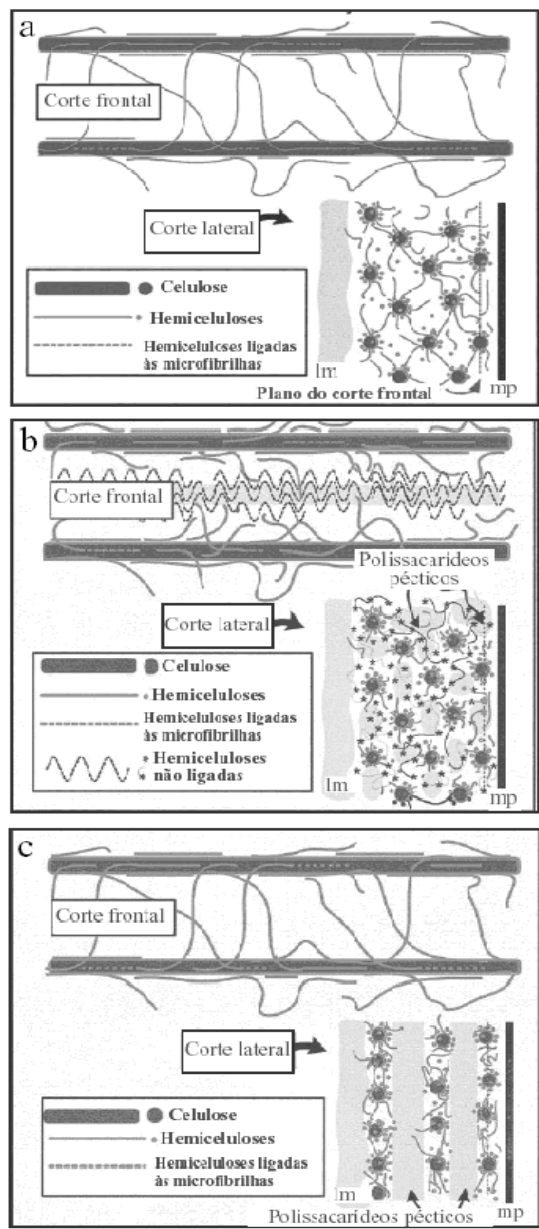 a
Corte frontal
Corte lateral
Celulose
Hemiceluloses
Hemiceluloses ligadas
às microfibrilhas
lm
Plano do corte frontal
mp
b
Corte frontal
Polissacarídeos
pécticos
Corte lateral
Celulose
Hemiceluloses
Hemiceluloses ligadas
às microfibrilhas
Hemiceluloses
não ligadas
lm
mp
c
Corte frontal
Corte lateral
Celulose
Hemiceluloses
Hemiceluloses ligadas
às microfibrilhas
lm
mp
Polissacarídeos pécticos